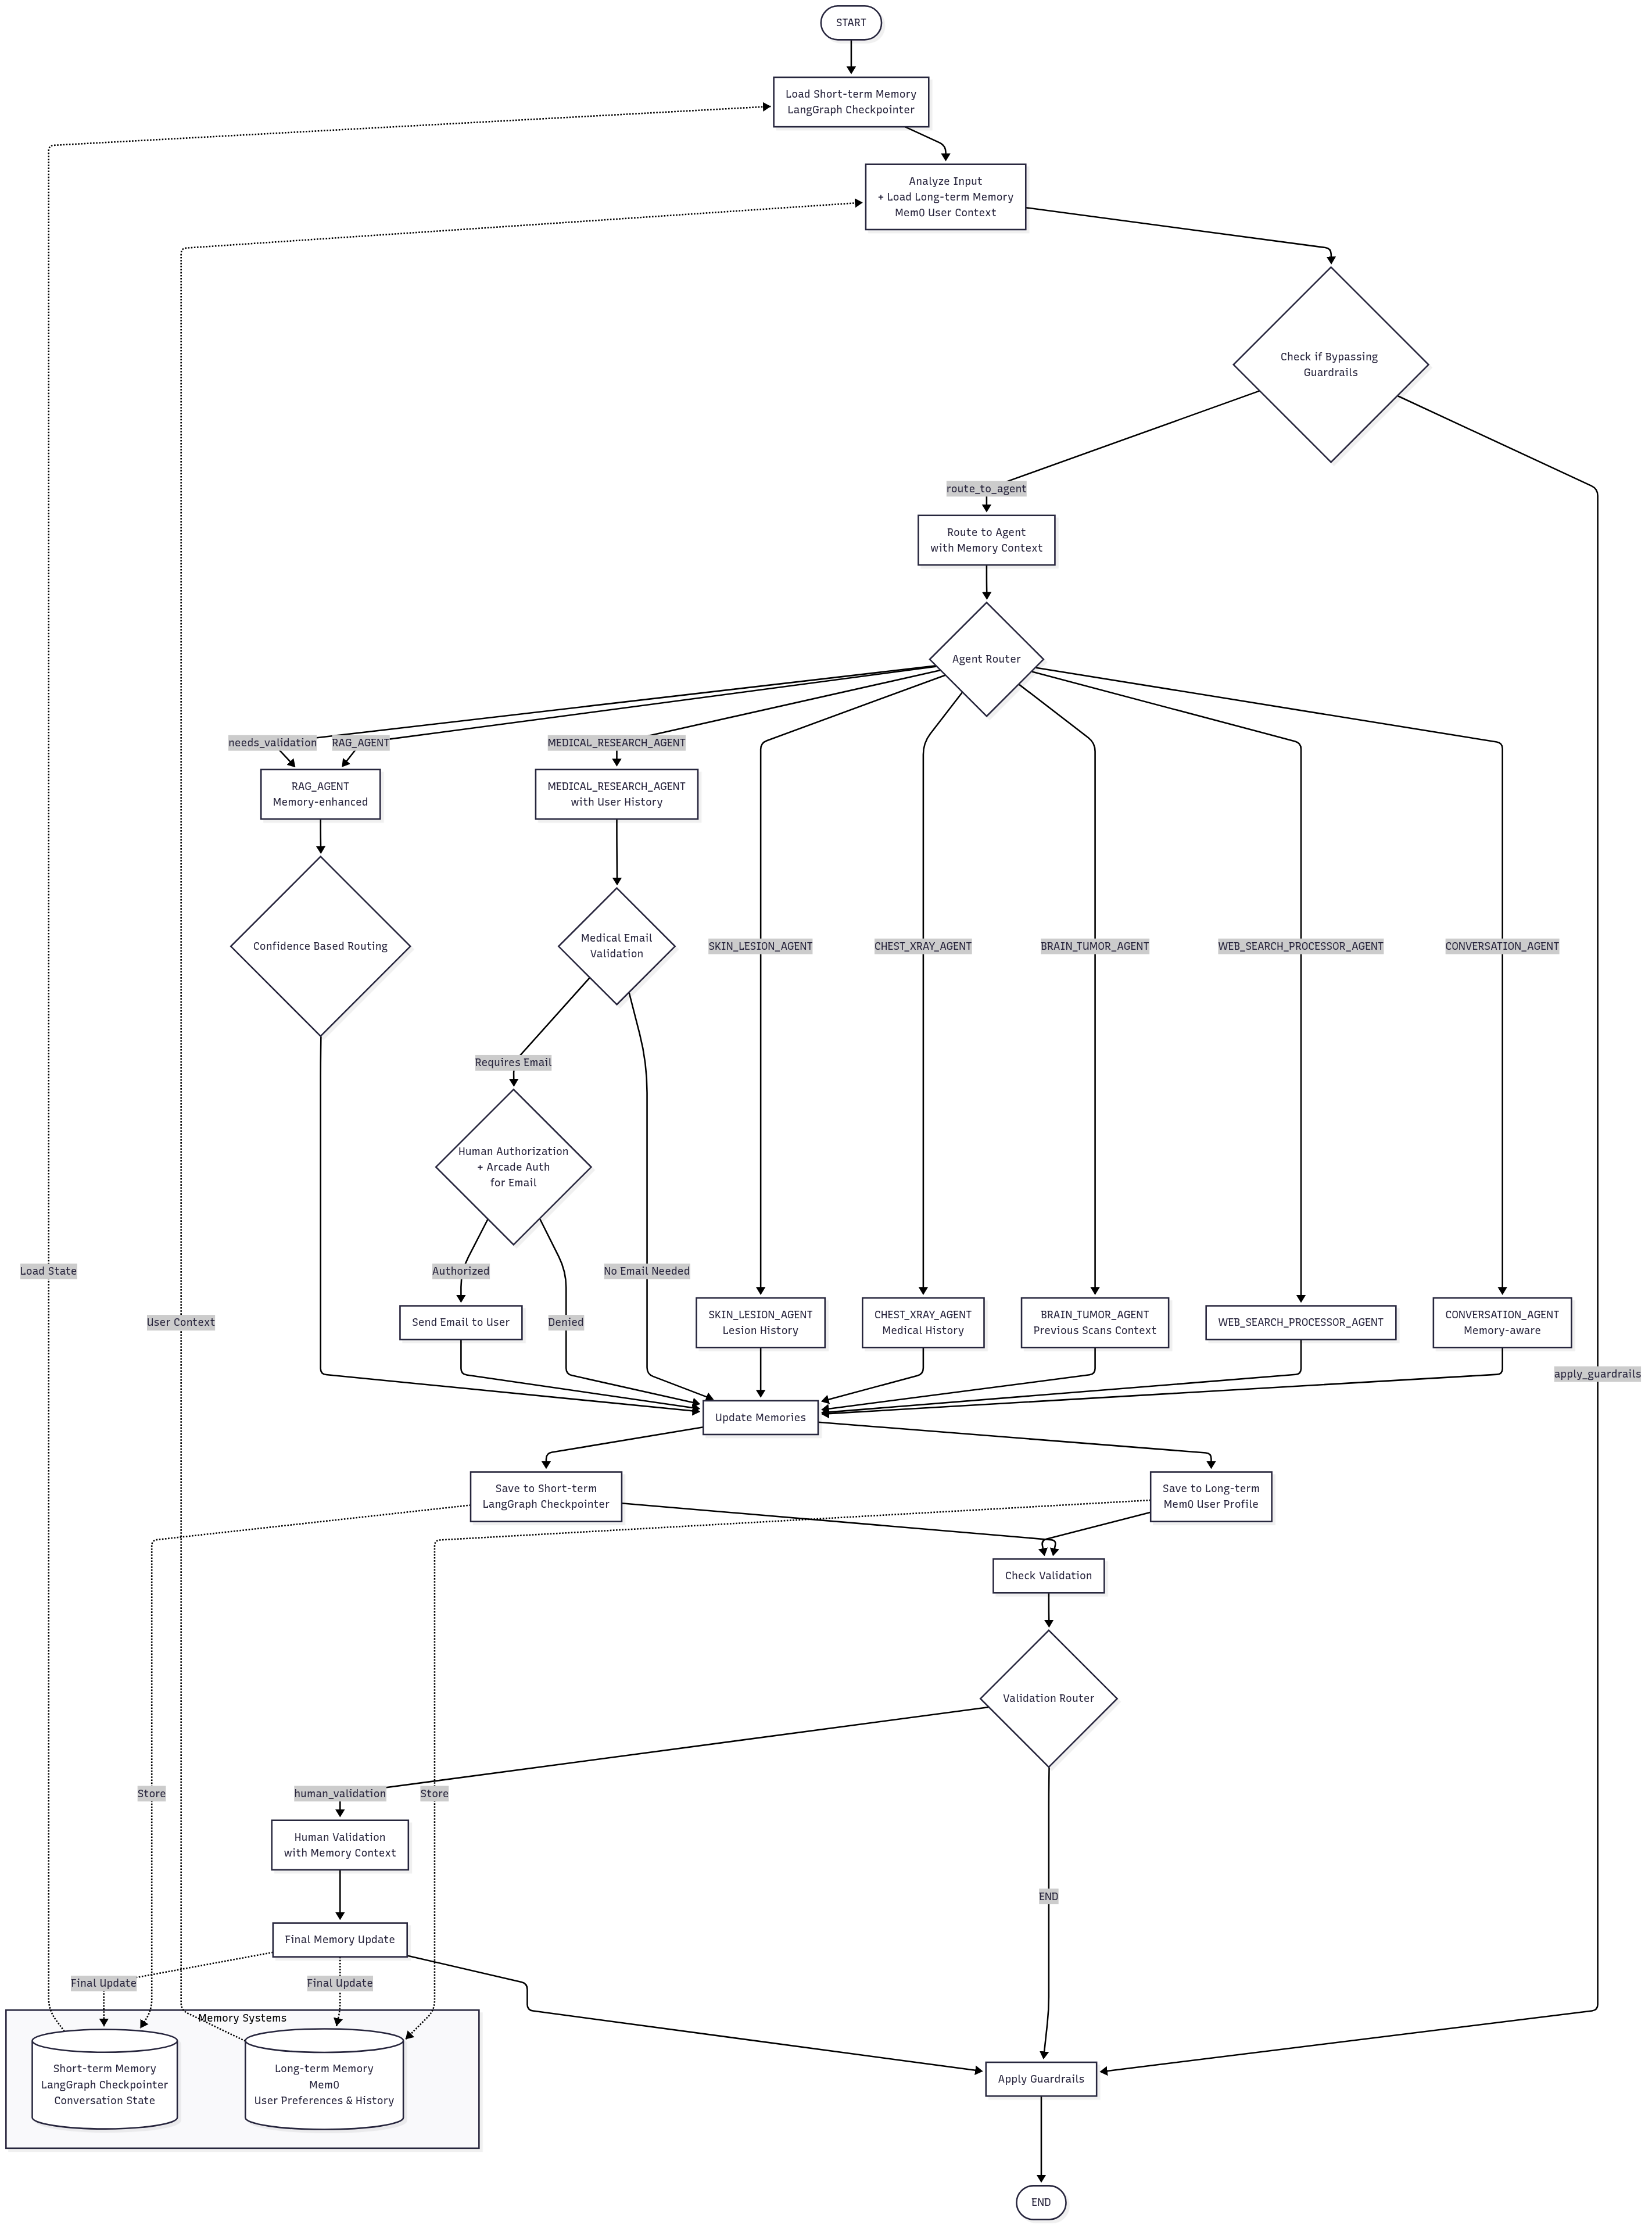 START
Load Short-term Memory
LangGraph Checkpointer
Analyze Input
+ Load Long-term Memory
Mem0 User Context
Check if Bypassing
Guardrails
route_to_agent
Route to Agent
with Memory Context
Agent Router
needs_validation
RAG_AGENT
MEDICAL_RESEARCH_AGENT
RAG_AGENT
Memory-enhanced
MEDICAL_RESEARCH_AGENT
with User History
Confidence Based Routing
Medical Email
Validation
SKIN_LESION_AGENT
CHEST_XRAY_AGENT
BRAIN_TUMOR_AGENT
WEB_SEARCH_PROCESSOR_AGENT
CONVERSATION_AGENT
Requires Email
Human Authorization
+ Arcade Auth
for Email
Load State
Authorized
No Email Needed
User Context
Send Email to User
Denied
SKIN_LESION_AGENT
Lesion History
CHEST_XRAY_AGENT
Medical History
BRAIN_TUMOR_AGENT
Previous Scans Context
WEB_SEARCH_PROCESSOR_AGENT
CONVERSATION_AGENT
Memory-aware
apply_guardrails
Update Memories
Save to Short-term
LangGraph Checkpointer
Save to Long-term
Mem0 User Profile
Check Validation
Validation Router
Store
human_validation
Store
Human Validation
with Memory Context
END
Final Memory Update
Final Update
Final Update
Memory Systems
Short-term Memory
LangGraph Checkpointer
Conversation State
Long-term Memory
Mem0
User Preferences & History
Apply Guardrails
END